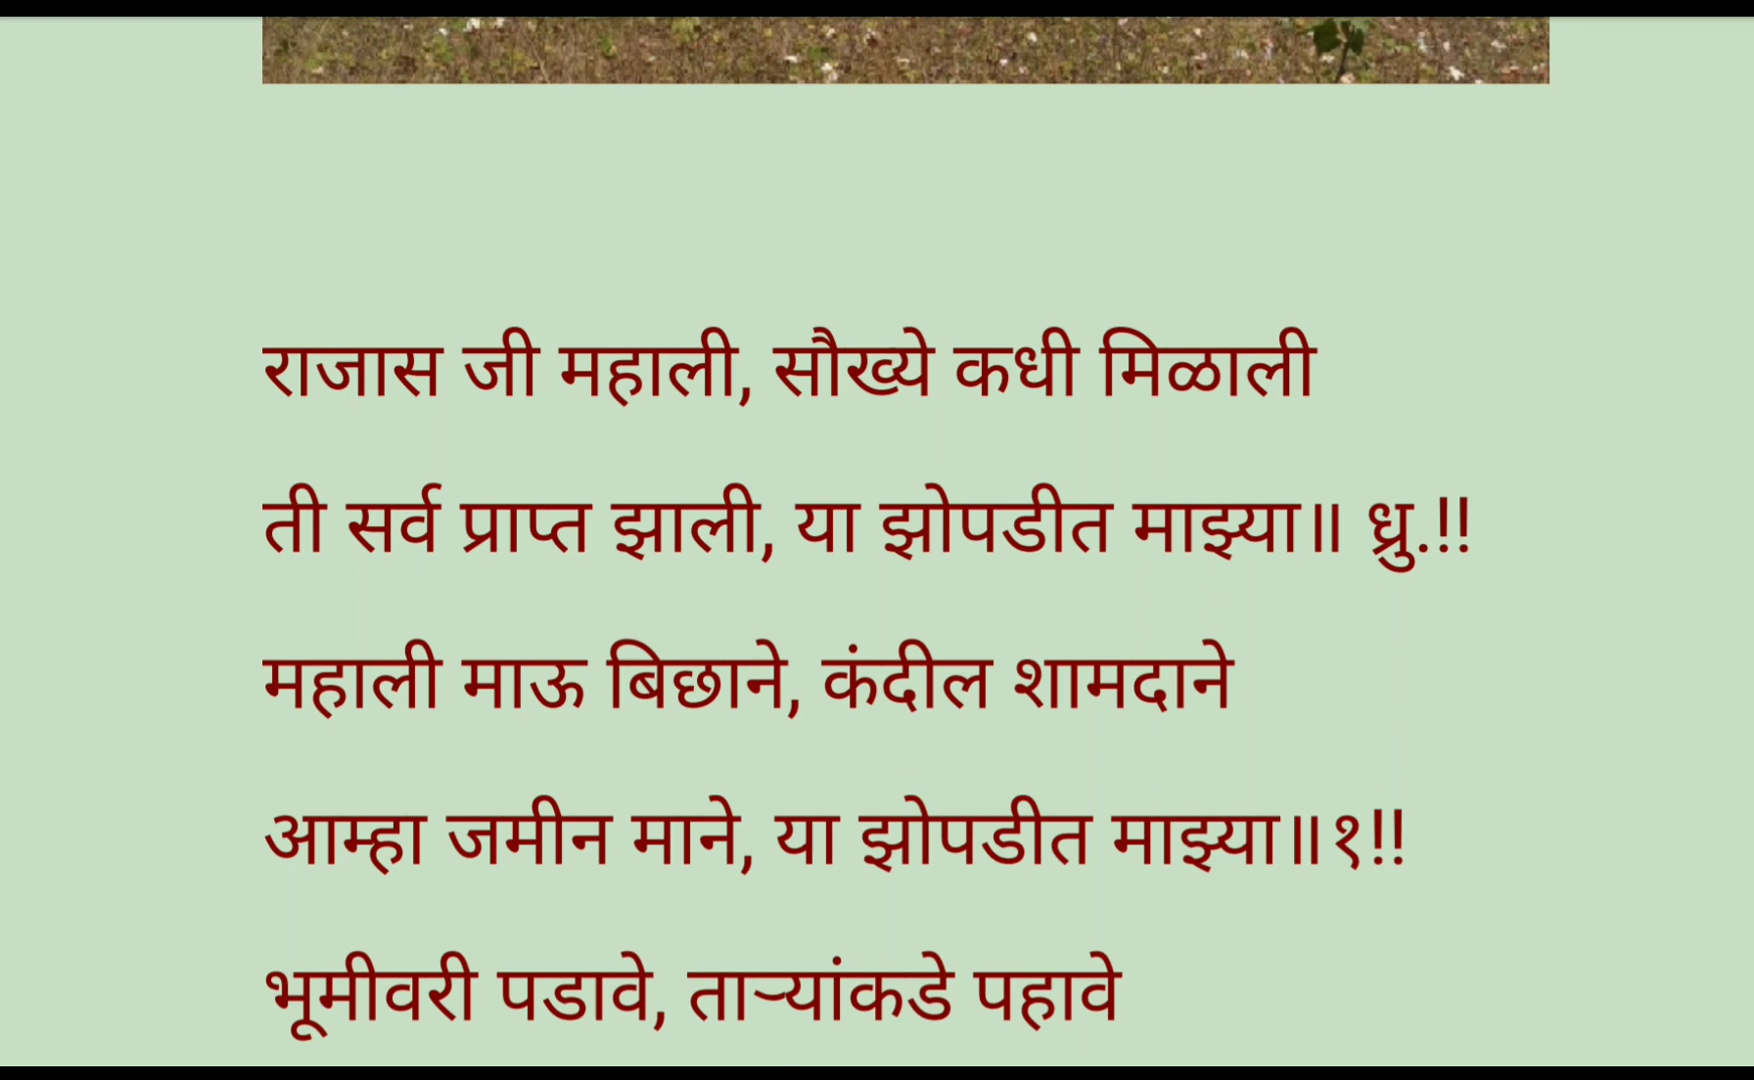 राजास जी महाली, सौख्ये कधी मिळाली
ती सर्व प्राप्त झाली, या झोपडीत माझ्या॥ ध्रु.!!
महाली माऊ बिछाने, कंदील शामदाने
आम्हा जमीन माने, या झोपडीत माझ्या॥१!!
भूमीवरी पडावे, ताऱ्यांकडे पहावे